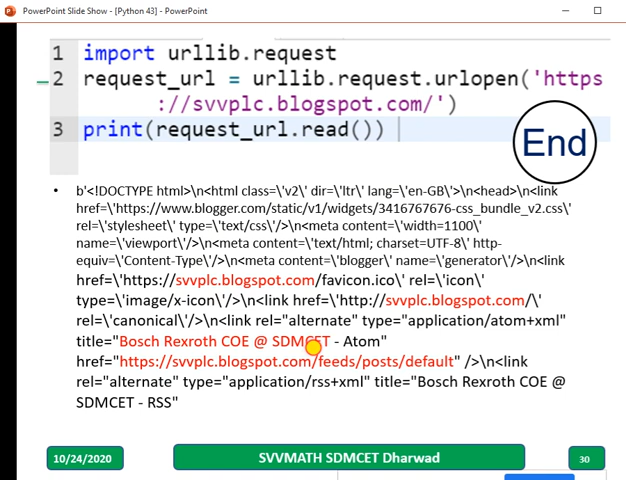 PowerPoint Slide Show - [Python 43] - PowerPoint
1 import urllib.request
2 request_url = urllib.request.urlopen('https
://svvplc.blogspot.com/')
3 print(request_url.read())
End
• b'<!DOCTYPE html>\n<html class=\'v2\' dir=\'ltr\' lang=\'en-GB\'>\n<head>\n<link
href=\'https://www.blogger.com/static/v1/widgets/3416767676-css_bundle_v2.css\'
rel=\'stylesheet\' type=\'text/css\'/>\n<meta content=\'width=1100\'
name=\'viewport\'/>\n<meta content=\'text/html; charset=UTF-8\' http-
equiv=\'Content-Type\'/>\n<meta content=\'blogger\' name=\'generator\'/>\n<link
href=\'https://svvplc.blogspot.com/favicon.ico\' rel=\'icon\'
type=\'image/x-icon\'/>\n<link href=\'http://svvplc.blogspot.com/\'
rel=\'canonical\'/>\n<link rel="alternate" type="application/atom+xml"
title="Bosch Rexroth COE @ SDMCET - Atom"
href="https://svvplc.blogspot.com/feeds/posts/default" />\n<link
rel="alternate" type="application/rss+xml" title="Bosch Rexroth COE @
SDMCET - RSS"
10/24/2020
SVVMATH SDMCET Dharwad
30